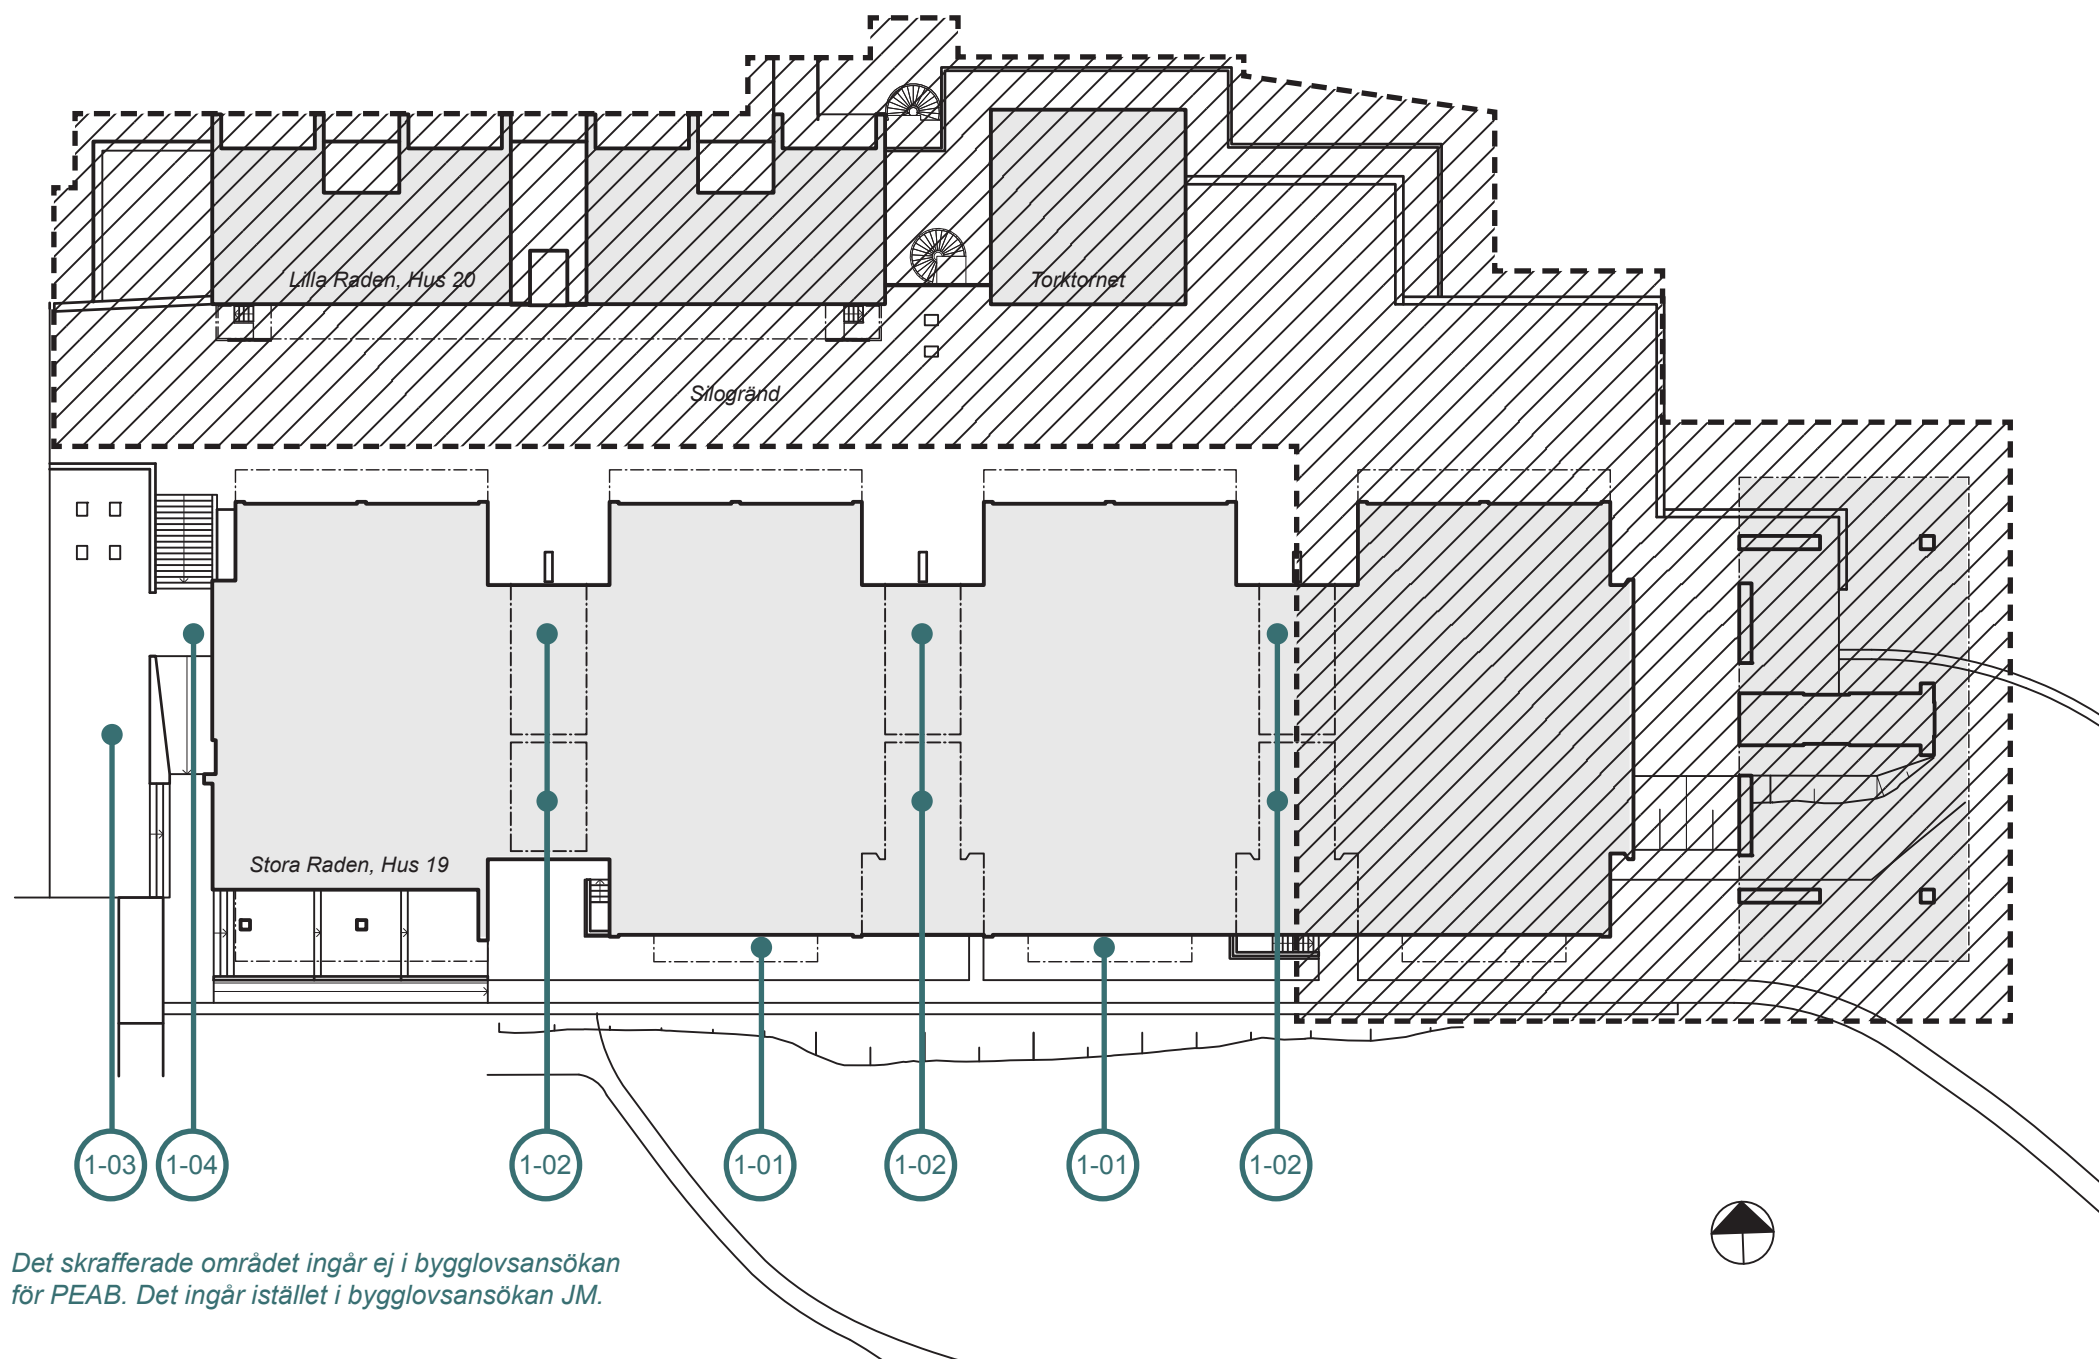 Lilla Raden, Hus 20
Torktornet
Silogränd
Stora Raden, Hus 19
1-03
1-04
1-02
1-01
1-02
1-01
1-02
Det skrafferade området ingår ej i bygglovsansökan
för PEAB. Det ingår istället i bygglovsansökan JM.